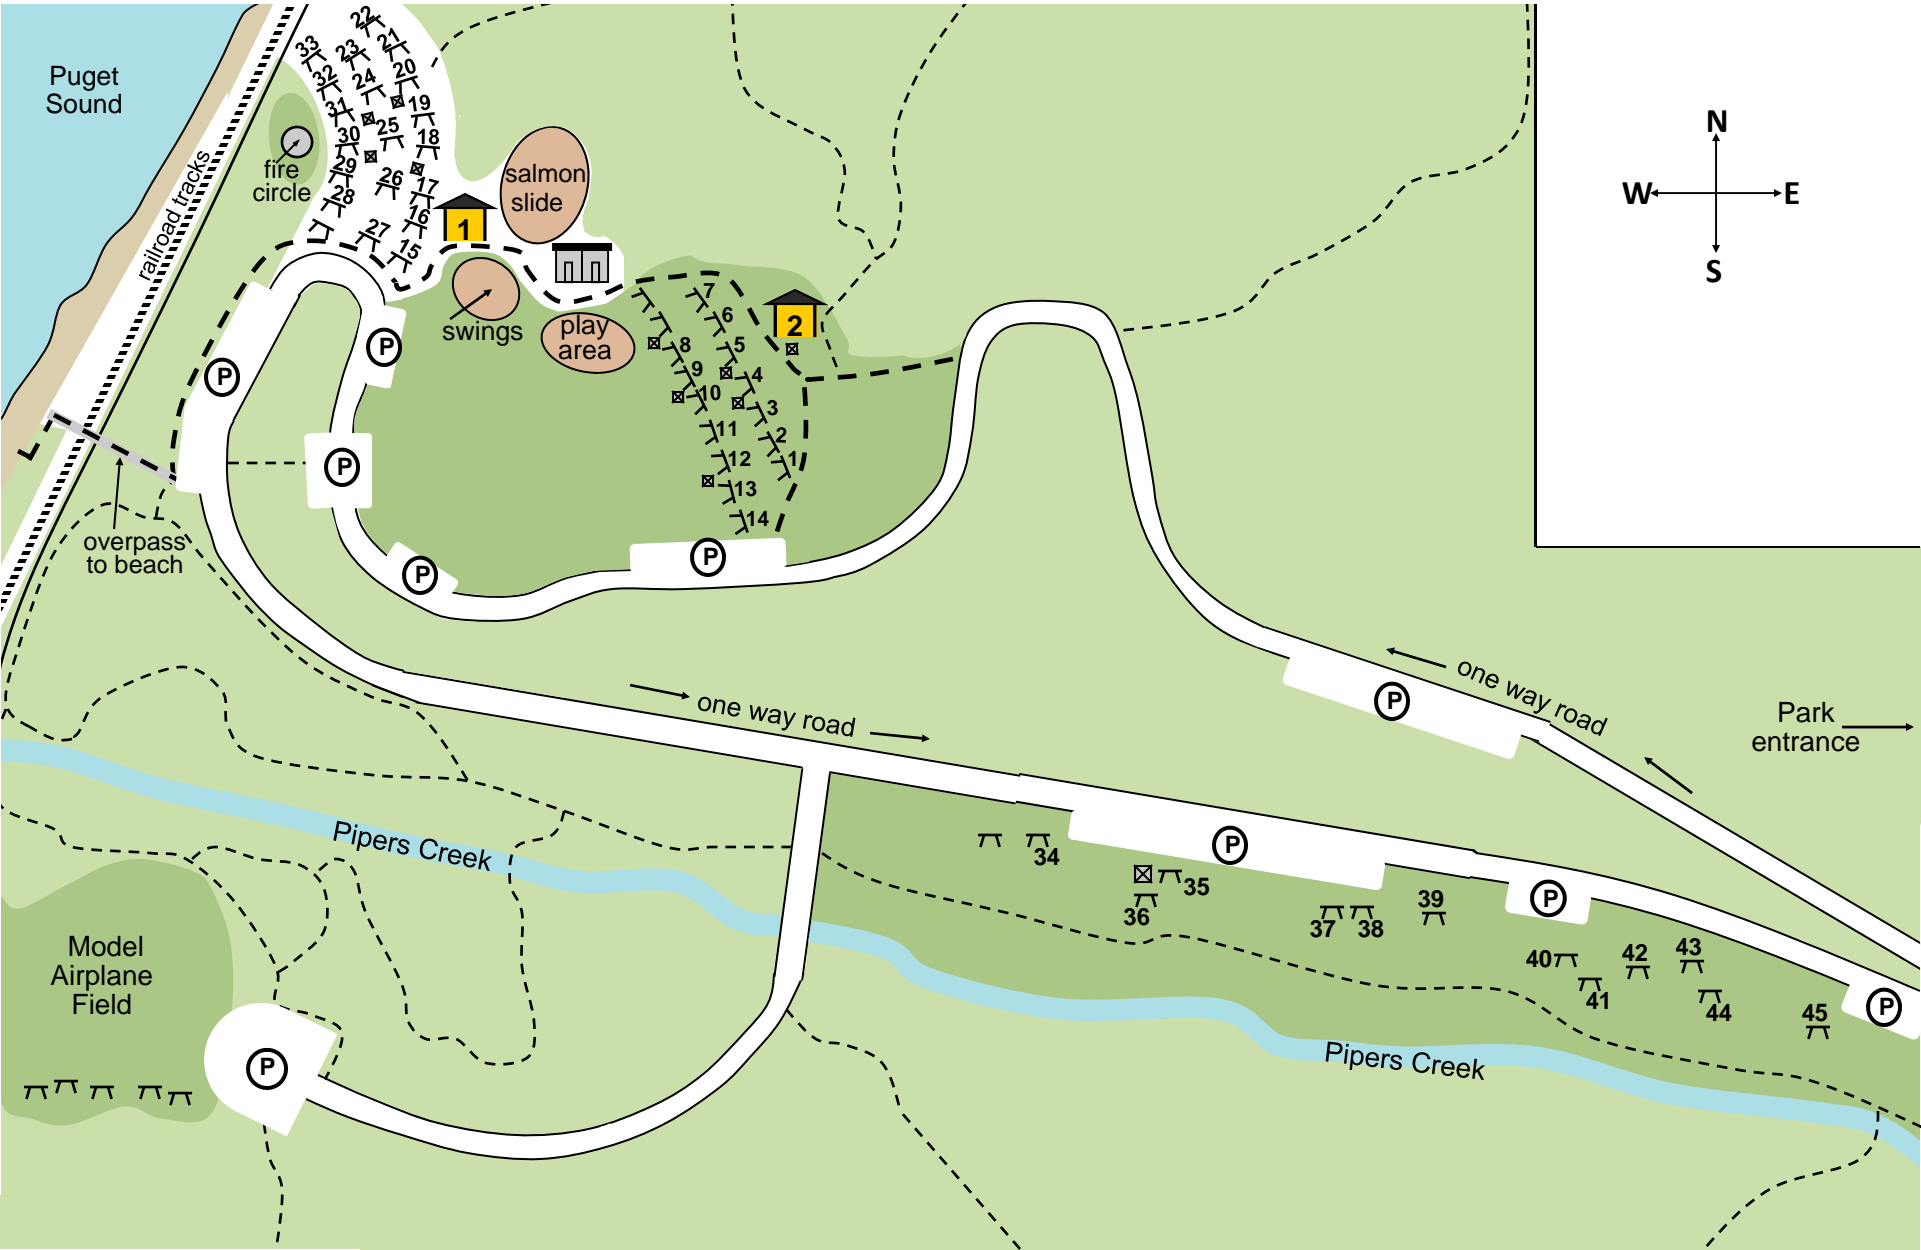 Puget
Sound
railroad tracks
fire
circle
22
33
23
21
32
24
20
31
19
30
25
18
29
26
17
28
16
27
15
1
salmon
slide
swings
play
area
7
6
2
8
5
9
4
10
3
11
2
12
1
13
14
P
P
P
P
P
overpass
to beach
N
W
E
S
one way road
P
Park
entrance
one way road
Pipers Creek
P
34
35
36
37
38
39
P
40
41
42
43
44
45
P
Pipers Creek
Model
Airplane
Field
P